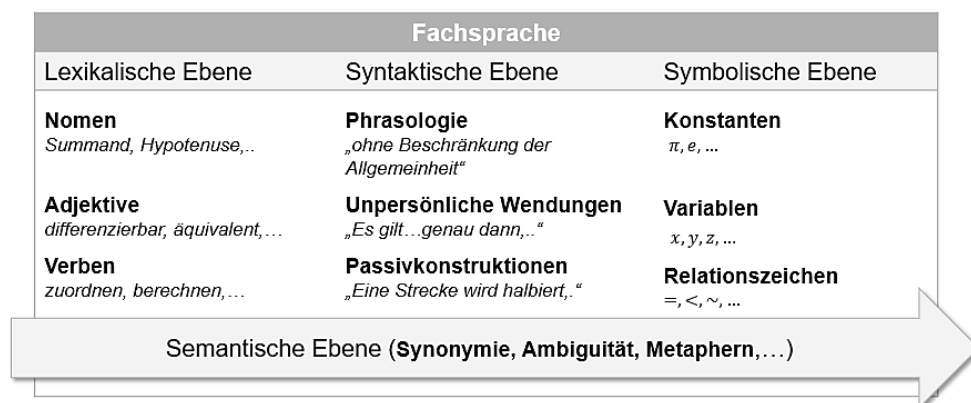 Fachsprache
Lexikalische Ebene
Syntaktische Ebene
Symbolische Ebene
Nomen
Summand, Hypotenuse,..
Phrasologie
„ohne Beschränkung der
Allgemeinheit“
Konstanten
π, e, …
Adjektive
differenzierbar, äquivalent,…
Unpersönliche Wendungen
„Es gilt…genau dann,..“
Variablen
x, y, z, …
Verben
zuordnen, berechnen,…
Passivkonstruktionen
„Eine Strecke wird halbiert,.“
Relationszeichen
=, <, ~, …
Semantische Ebene (Synonymie, Ambiguität, Metaphern,…)